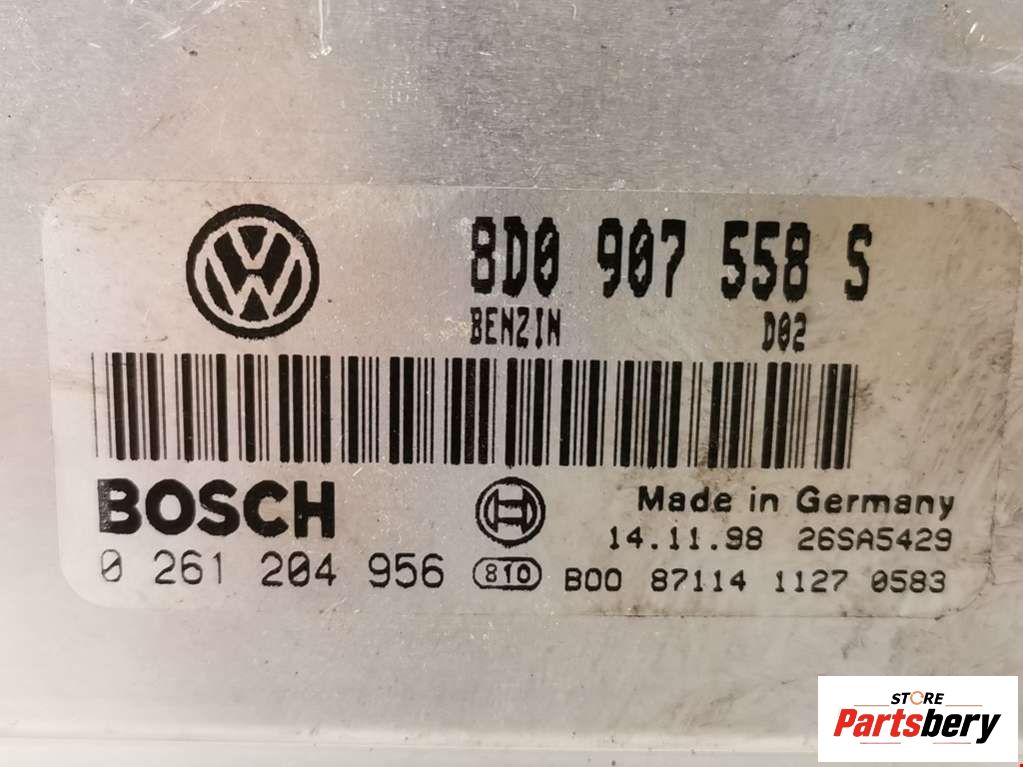 8D0 907 558 S
BENZIN D02
BOSCH
Made in Germany
14.11.98 26SA5429
0 261 204 956 810 B00 87114 1127 0583
STORE
Partsbery